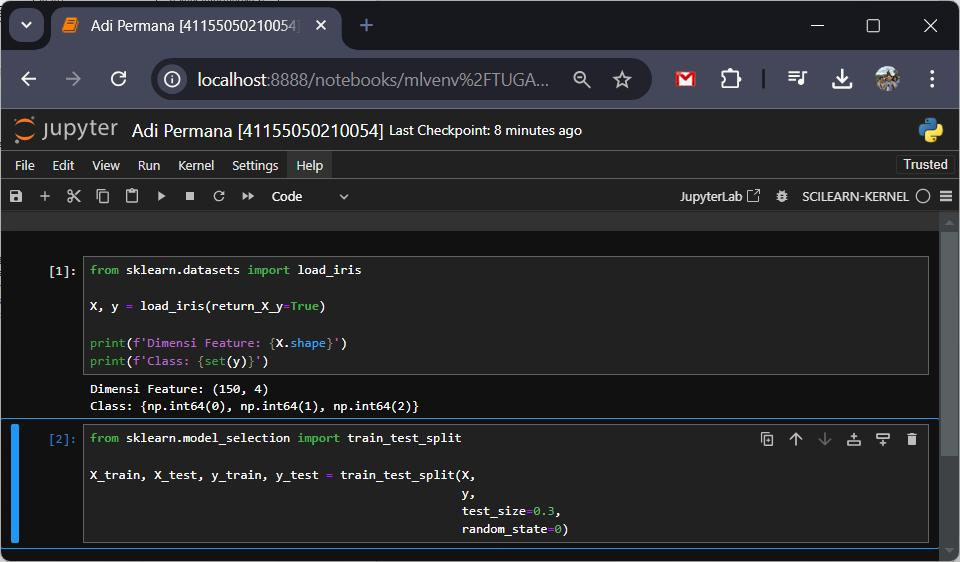 Adi Permana [41155050210054]
localhost:8888/notebooks/mlvenv%2FTUGA...
jupyter Adi Permana [41155050210054] Last Checkpoint: 8 minutes ago
File Edit View Run Kernel Settings Help Trusted
Code JupyterLab SCILEARN-KERNEL
[1]: from sklearn.datasets import load_iris
X, y = load_iris(return_X_y=True)
print(f'Dimensi Feature: {X.shape}')
print(f'Class: {set(y)}')
Dimensi Feature: (150, 4)
Class: {np.int64(0), np.int64(1), np.int64(2)}
[2]: from sklearn.model_selection import train_test_split
X_train, X_test, y_train, y_test = train_test_split(X,
y,
test_size=0.3,
random_state=0)